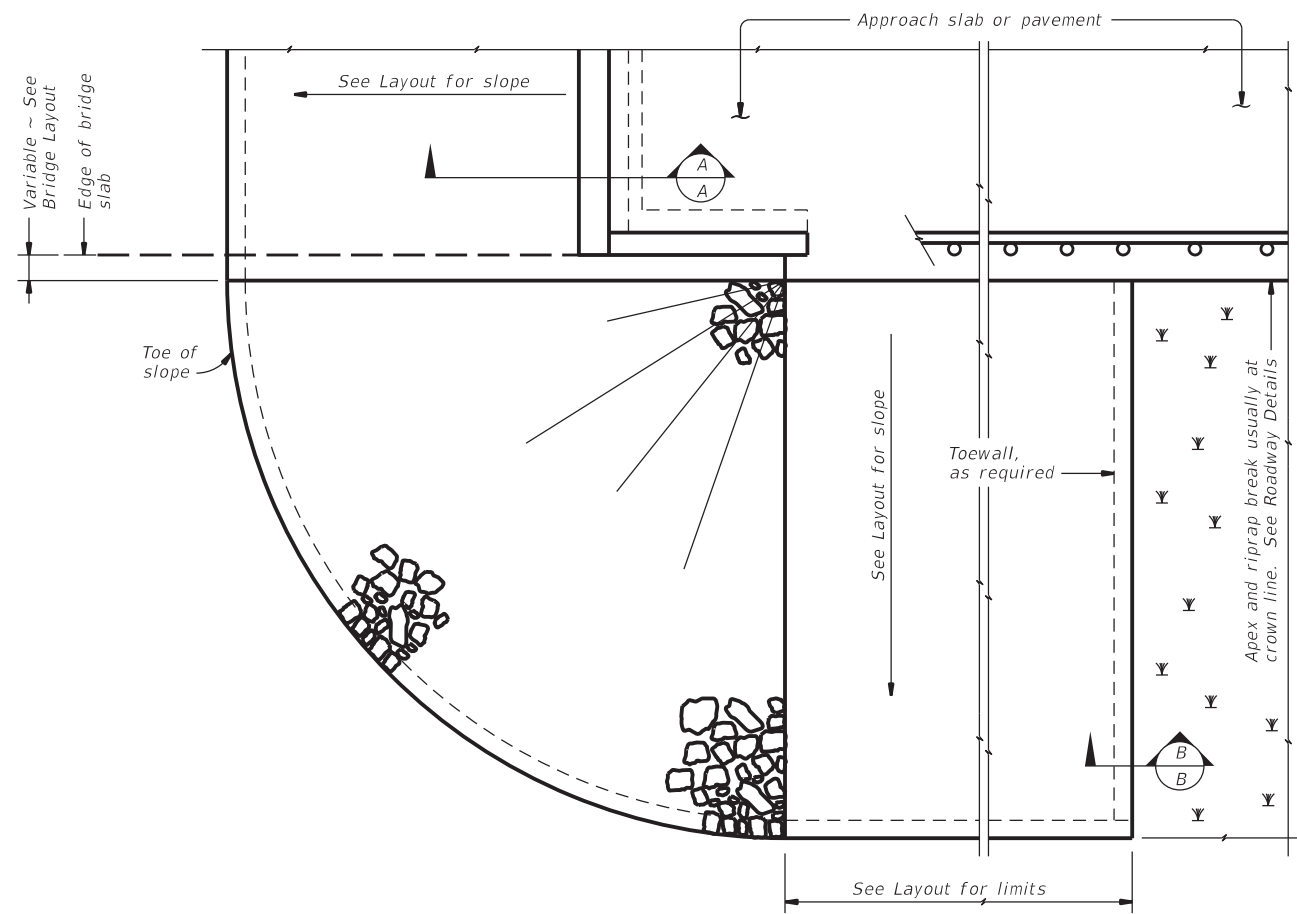 Approach slab or pavement
See Layout for slope
Variable ~ See
Bridge Layout
Edge of bridge
slab
A
A
Toe of
slope
See Layout for slope
Toewall,
as required
Apex and riprap break usually at
crown line. See Roadway Details
B
B
See Layout for limits